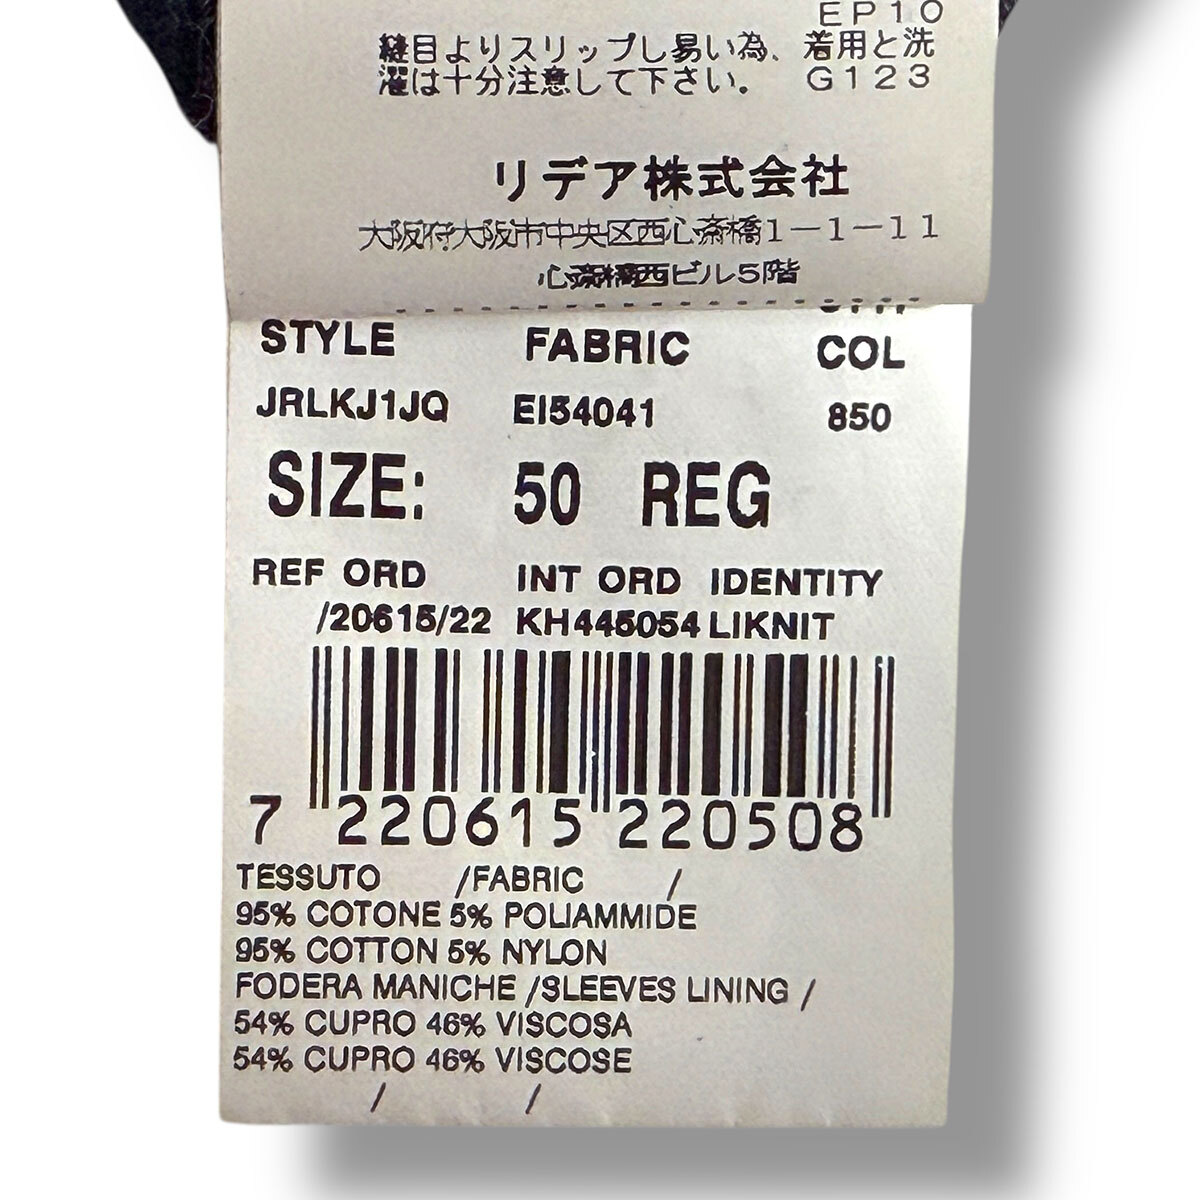 EP10
縫目よりスリップし易い為、着用と洗
濯は十分注意して下さい。 G123
リデア株式会社
大阪府大阪市中央区西心斎橋1-1-11
心斎橋西ビル5階
STYLE FABRIC COL
JRLKJ1JQ EI54041 850
SIZE: 50 REG
REF ORD INT ORD IDENTITY
/20615/22 KH445054 LIKNIT
7 220615 220508
TESSUTO /FABRIC /
95% COTONE 5% POLIAMMIDE
95% COTTON 5% NYLON
FODERA MANICHE /SLEEVES LINING /
54% CUPRO 46% VISCOSA
54% CUPRO 46% VISCOSE
/ /